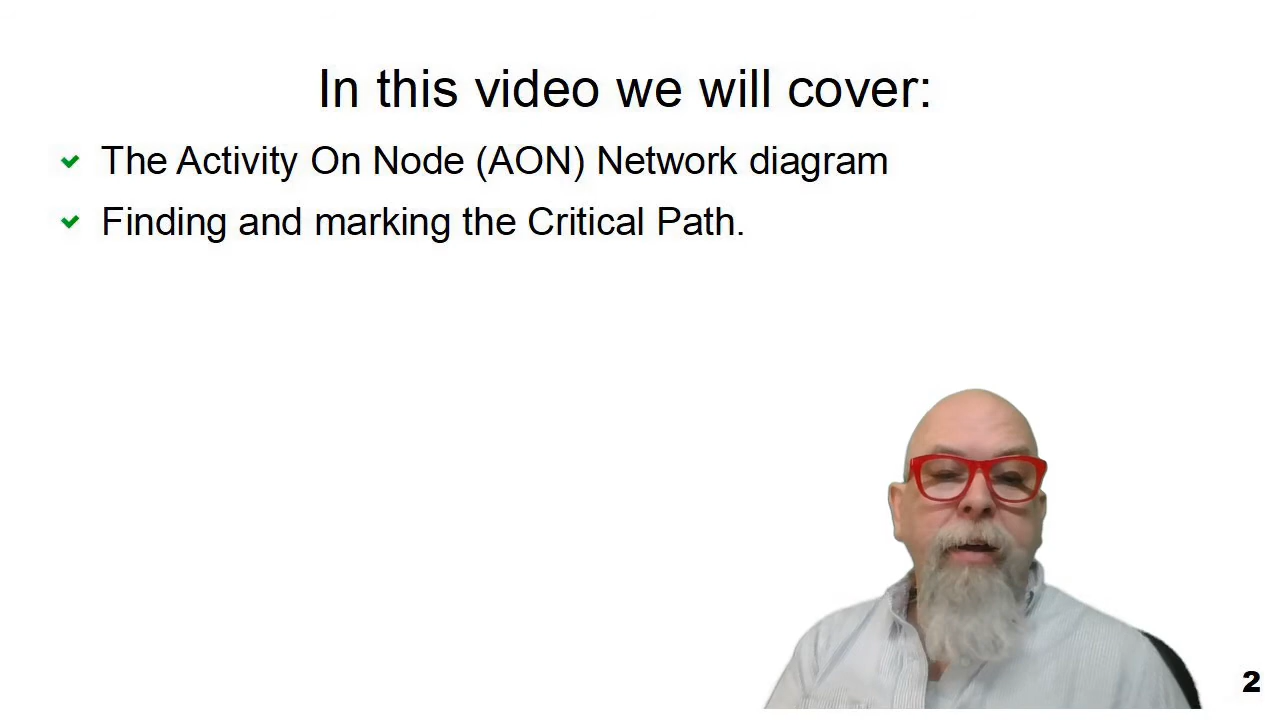 In this video we will cover:
The Activity On Node (AON) Network diagram
Finding and marking the Critical Path.
2